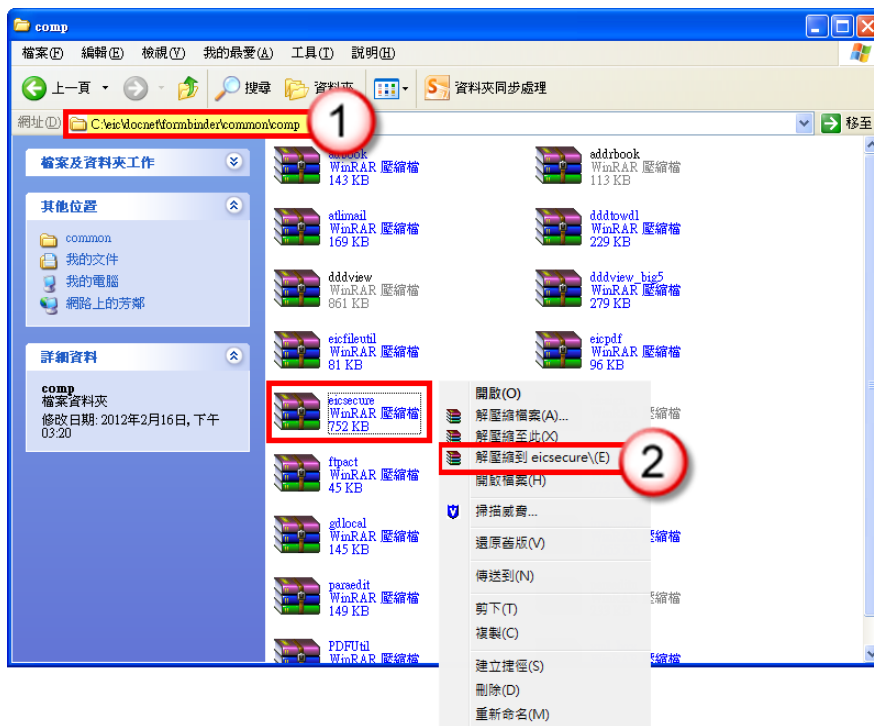 comp
檔案(F) 編輯(E) 檢視(V) 我的最愛(A) 工具(T) 說明(H)
上一頁 搜尋 資料夾 資料夾同步處理
網址(D) C:\eic\docnet\formbinder\common\comp 移至
1
檔案及資料夾工作
其他位置
common
我的文件
我的電腦
網路上的芳鄰
詳細資料
comp
檔案資料夾
修改日期: 2012年2月16日, 下午
03:20
WinRAR 壓縮檔
143 KB
addrbook
WinRAR 壓縮檔
113 KB
atlimail
WinRAR 壓縮檔
169 KB
dddtowdl
WinRAR 壓縮檔
229 KB
dddview
WinRAR 壓縮檔
861 KB
dddview_big5
WinRAR 壓縮檔
279 KB
eicfileutil
WinRAR 壓縮檔
81 KB
eicpdf
WinRAR 壓縮檔
96 KB
eicsecure
WinRAR 壓縮檔
752 KB
ftpact
WinRAR 壓縮檔
45 KB
gdlocal
WinRAR 壓縮檔
145 KB
paraedit
WinRAR 壓縮檔
149 KB
PDFUtil
WinRAR 壓縮檔
開啟(O)
解壓縮檔案(A)...
解壓縮至此(X)
解壓縮到 eicsecure\(E)
2
開啟檔案(H)
掃描威脅...
還原舊版(V)
傳送到(N)
剪下(T)
複製(C)
建立捷徑(S)
刪除(D)
重新命名(M)
縮檔
縮檔
縮檔
縮檔